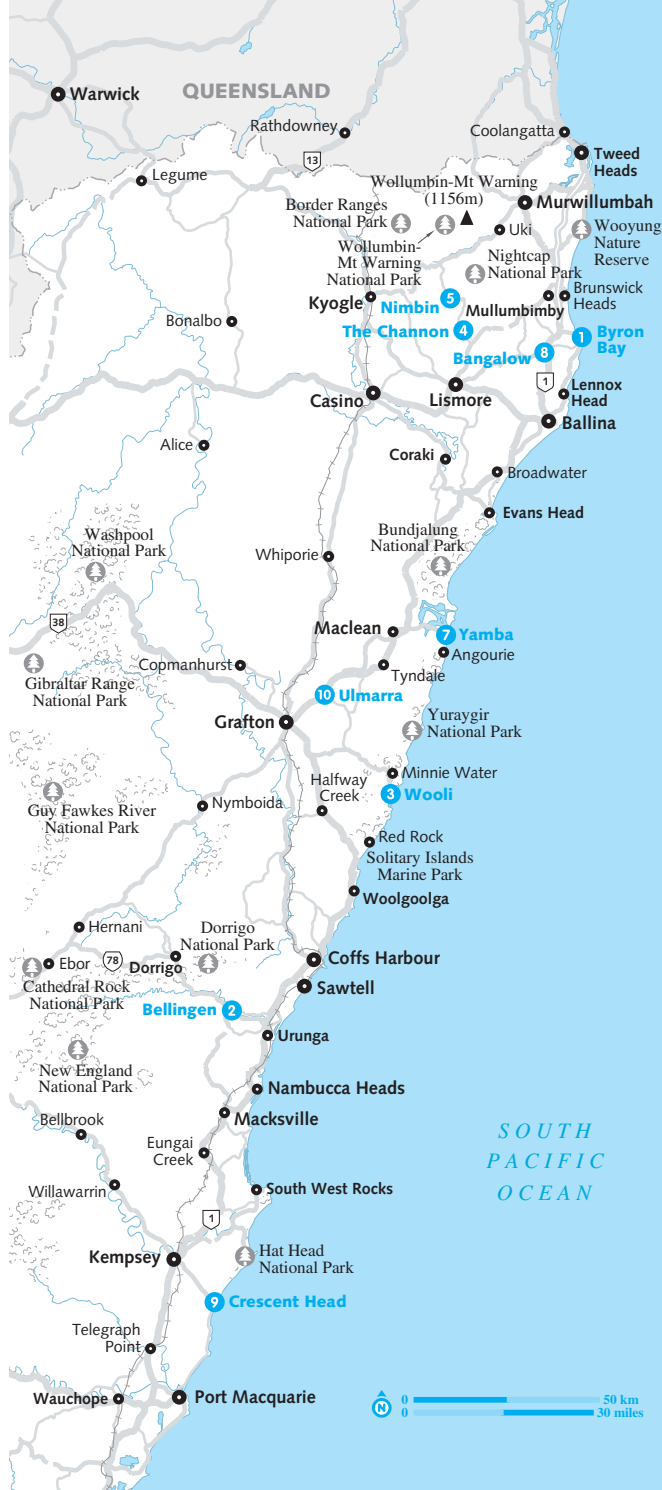 QUEENSLAND
Warwick
Rathdowney
Coolangatta
Tweed
Heads
13
Legume
Wollumbin-Mt Warning
(1156m)
Border Ranges
National Park
Murwillumbah
Uki
Wooyung
Nature
Reserve
Wollumbin-
Mt Warning
National Park
Nightcap
National Park
Kyogle
5
Nimbin
Mullumbimby
Brunswick
Heads
Bonalbo
The Channon
4
1
Byron
Bay
Bangalow
8
1
Casino
Lismore
Lennox
Head
Ballina
Alice
Coraki
Broadwater
Evans Head
Washpool
National Park
Bundjalung
National Park
Whiporie
38
Maclean
7
Yamba
Angourie
Copmanhurst
Tyndale
Gibraltar Range
National Park
10
Ulmarra
Grafton
Yuraygir
National Park
Minnie Water
Halfway
Creek
3
Wooli
Guy Fawkes River
National Park
Nymboida
Red Rock
Solitary Islands
Marine Park
Woolgoolga
Hernani
Dorrigo
National Park
78
Ebor
Dorrigo
Coffs Harbour
Cathedral Rock
National Park
Sawtell
Bellingen
2
Urunga
New England
National Park
Nambucca Heads
Macksville
Bellbrook
Eungai
Creek
SOUTH
PACIFIC
OCEAN
Willawarrin
South West Rocks
1
Kempsey
Hat Head
National Park
9
Crescent Head
Telegraph
Point
Wauchope
Port Macquarie
N
0
50 km
0
30 miles